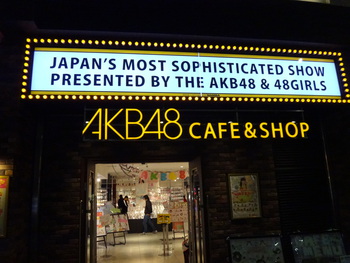 JAPAN'S MOST SOPHISTICATED SHOW
PRESENTED BY THE AKB48 & 48GIRLS
AKB48 CAFE&SHOP